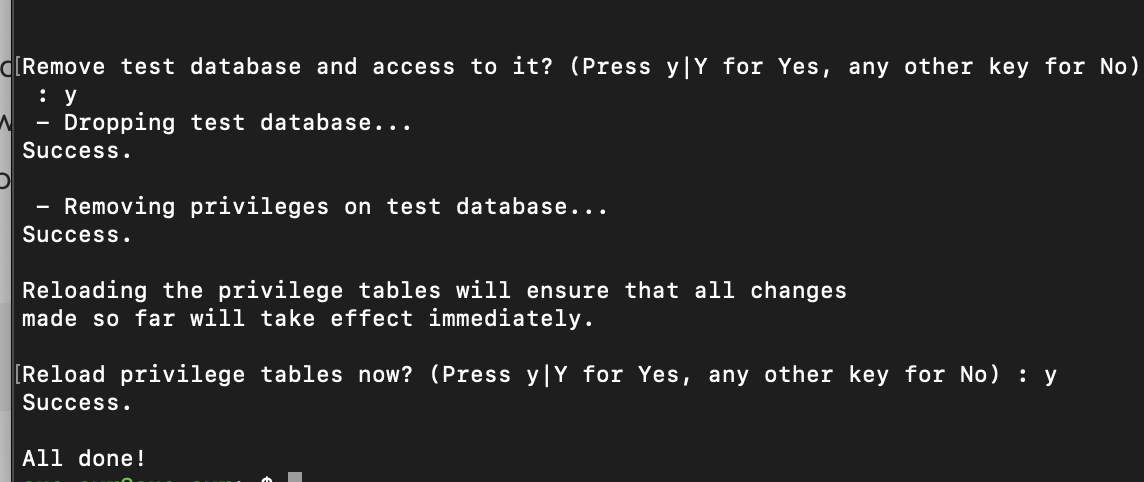 Remove test database and access to it? (Press y|Y for Yes, any other key for No)
 : y
 – Dropping test database...
Success.
 – Removing privileges on test database...
Success.
Reloading the privilege tables will ensure that all changes
made so far will take effect immediately.
Reload privilege tables now? (Press y|Y for Yes, any other key for No) : y
Success.
All done!